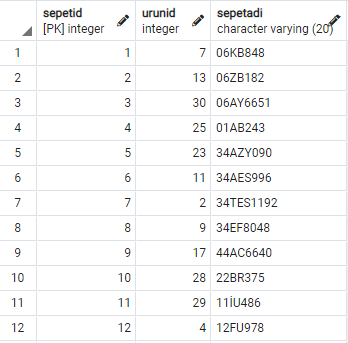 sepetid urunid sepetadi
[PK] integer integer character varying (20)
1 1 7 06KB848
2 2 13 06ZB182
3 3 30 06AY6651
4 4 25 01AB243
5 5 23 34AZY090
6 6 11 34AES996
7 7 2 34TES1192
8 8 9 34EF8048
9 9 17 44AC6640
10 10 28 22BR375
11 11 29 11İU486
12 12 4 12FU978